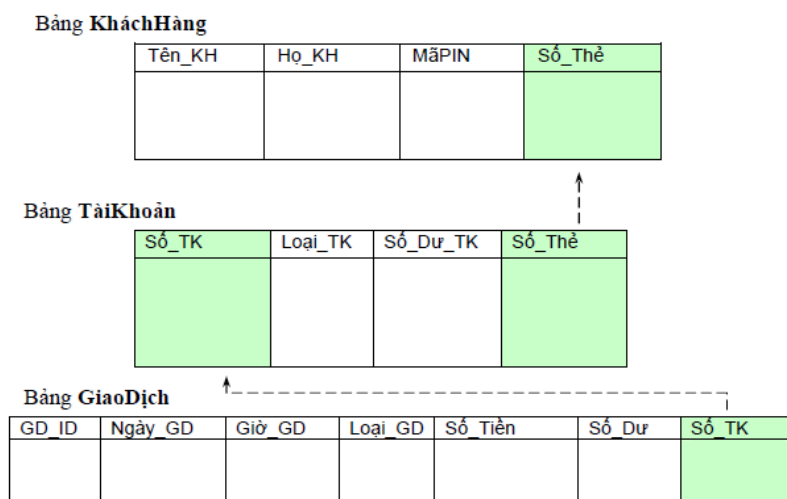 Bảng KháchHàng
Tên_KH Họ_KH MãPIN Số_Thẻ
Bảng TàiKhoản
Số_TK Loại_TK Số_Dư_TK Số_Thẻ
Bảng GiaoDịch
GD_ID Ngày_GD Giờ_GD Loại_GD Số_Tiền Số_Dư Số_TK